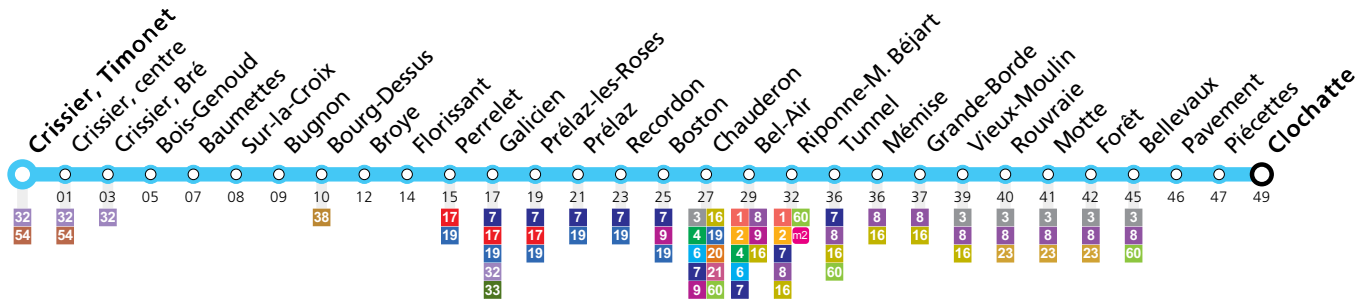 Crissier, Timonet
Crissier, centre
Crissier, Bré
Bois-Genoud
Baumettes
Sur-la-Croix
Bugnon
Bourg-Dessus
Broye
Florissant
Perrelet
Galicien
Prélaz-les-Roses
Prélaz
Recordon
Boston
Chauderon
Bel-Air
Riponne-M. Béjart
Tunnel
Mémise
Grande-Borde
Vieux-Moulin
Rouvraie
Motte
Forêt
Bellevaux
Pavement
Piécettes
Clochatte
01 03 05 07 08 09 10 12 14 15 17 19 21 23 25 27 29 32 36 36 37 39 40 41 42 45 46 47 49
32 32 32 38 17 7 7 7 7 7 3 16 1 8 1 60 7 8 8 3 3 3 3 3
54 54 19 17 17 19 19 9 4 19 2 9 2 m2 8 16 16 8 8 8 8 8
19 19 19 6 20 4 16 7 16 16 23 23 23 60
32 7 21 6 8 60
33 9 60 7 16